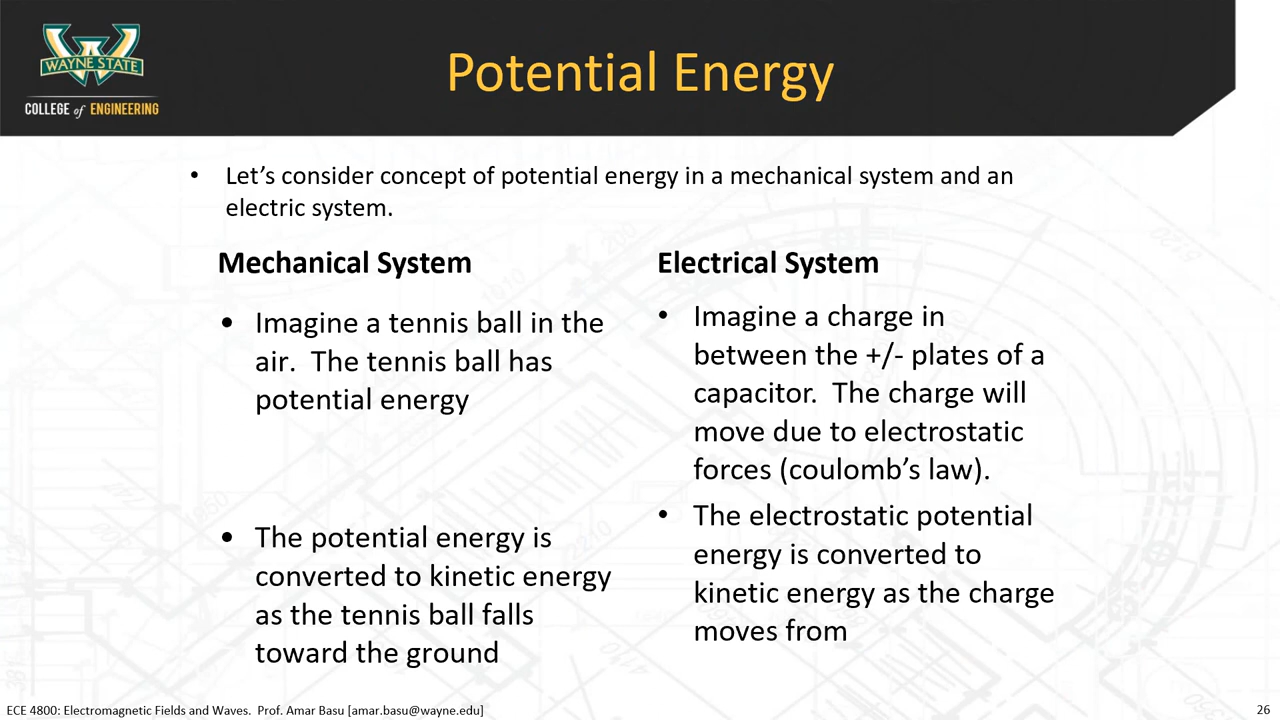 WAYNE STATE
COLLEGE of ENGINEERING
Potential Energy
• Let’s consider concept of potential energy in a mechanical system and an
electric system.
Mechanical System
• Imagine a tennis ball in the
air.  The tennis ball has
potential energy
• The potential energy is
converted to kinetic energy
as the tennis ball falls
toward the ground
Electrical System
• Imagine a charge in
between the +/- plates of a
capacitor.  The charge will
move due to electrostatic
forces (coulomb’s law).
• The electrostatic potential
energy is converted to
kinetic energy as the charge
moves from
ECE 4800: Electromagnetic Fields and Waves.  Prof. Amar Basu [amar.basu@wayne.edu]
26